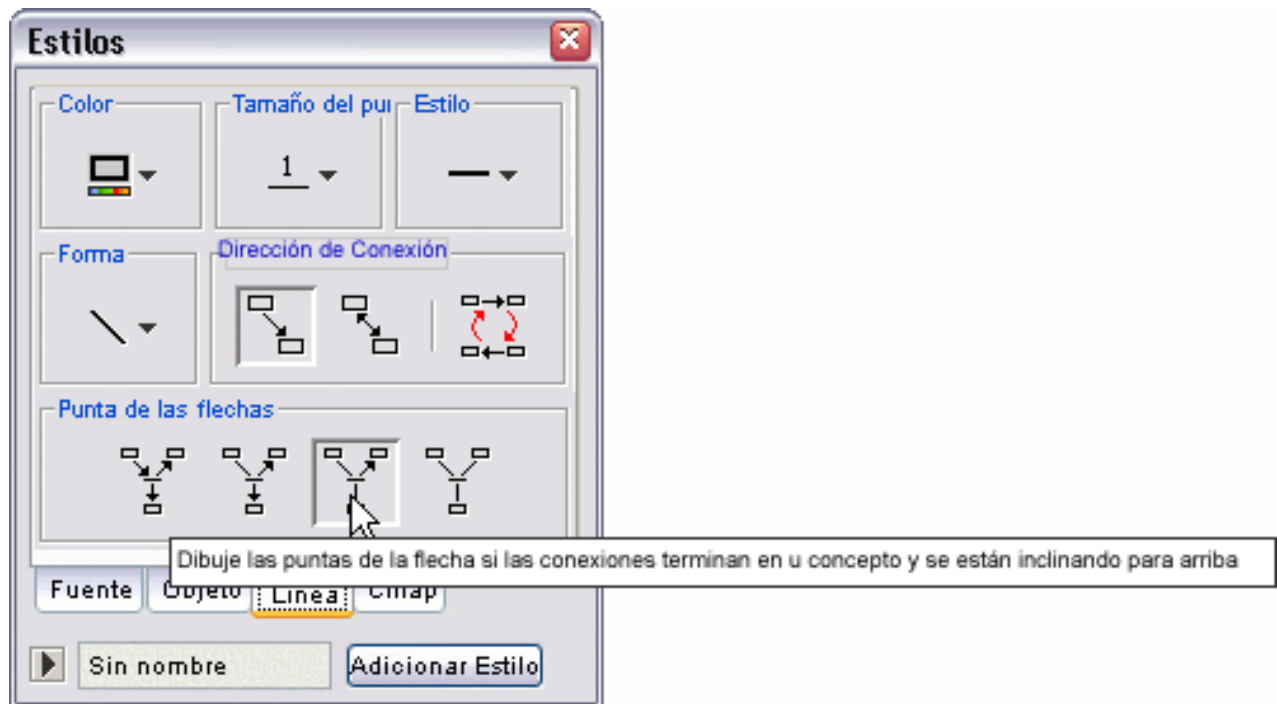 Estilos
Color
Tamaño del pu
Estilo
1
Forma
Dirección de Conexión
Punta de las flechas
Dibuje las puntas de la flecha si las conexiones terminan en u concepto y se están inclinando para arriba
Fuente
Objeto
Línea
Cmap
Sin nombre
Adicionar Estilo